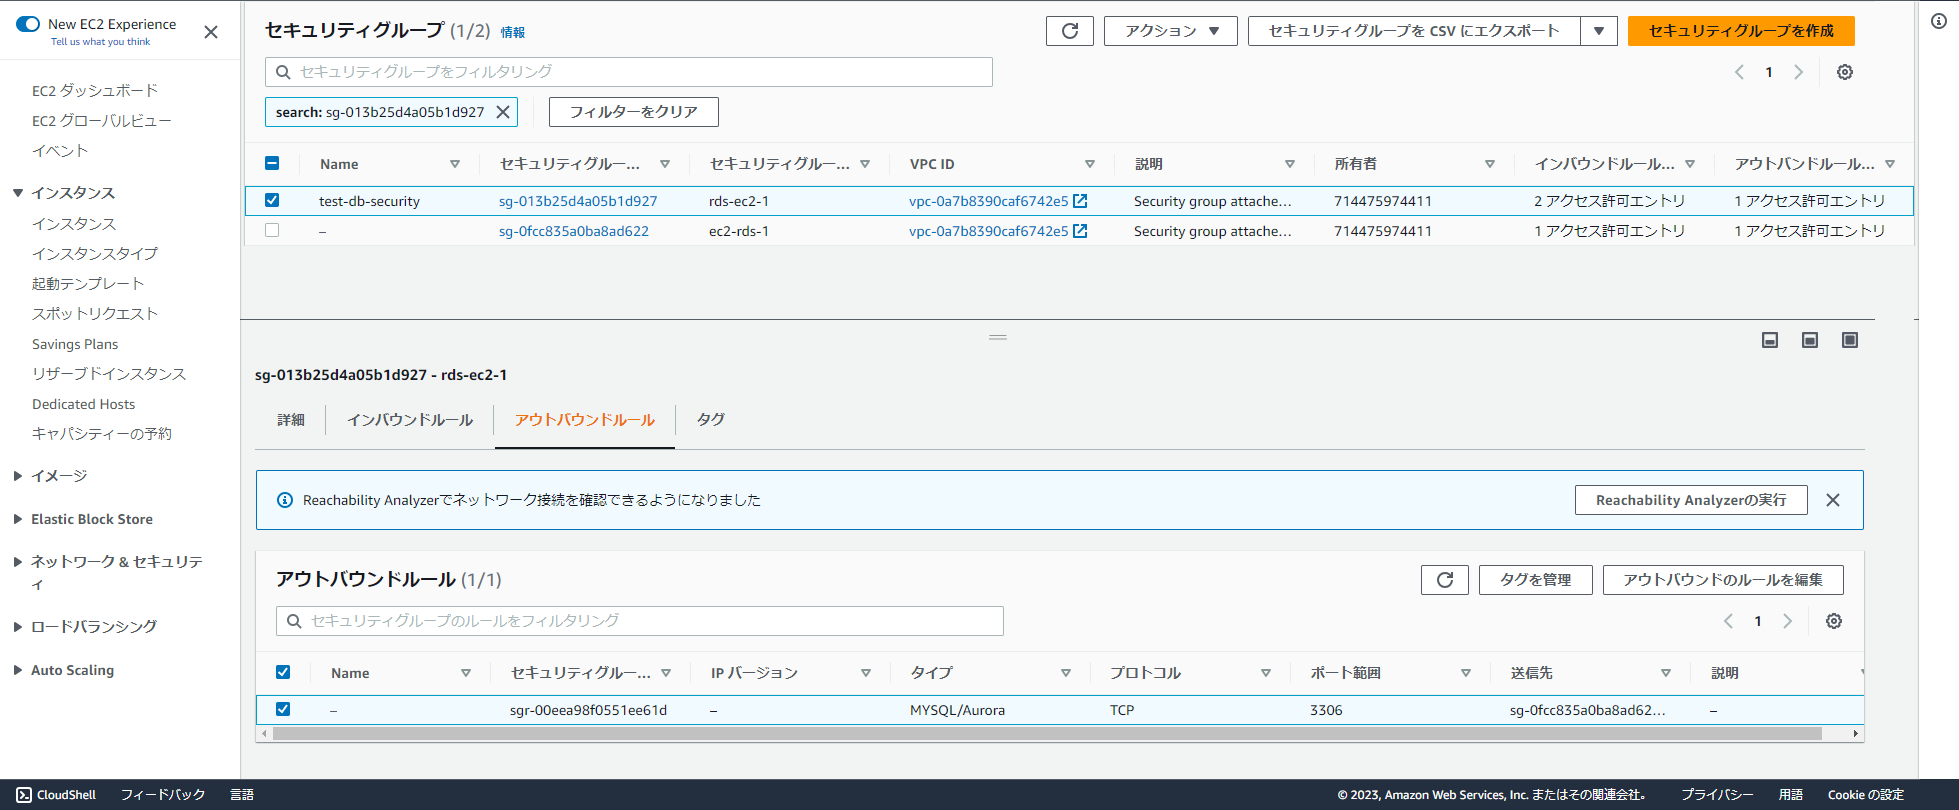 New EC2 Experience
Tell us what you think
EC2 ダッシュボード
EC2 グローバルビュー
イベント
インスタンス
インスタンス
インスタンスタイプ
起動テンプレート
スポットリクエスト
Savings Plans
リザーブドインスタンス
Dedicated Hosts
キャパシティーの予約
イメージ
Elastic Block Store
ネットワーク & セキュリテ
ィ
ロードバランシング
Auto Scaling
セキュリティグループ (1/2) 情報
アクション
セキュリティグループを CSV にエクスポート
セキュリティグループを作成
セキュリティグループをフィルタリング
1
search: sg-013b25d4a05b1d927
フィルターをクリア
Name セキュリティグルー... セキュリティグルー... VPC ID 説明 所有者 インバウンドルール... アウトバンドルール...
test-db-security sg-013b25d4a05b1d927 rds-ec2-1 vpc-0a7b8390caf6742e5 Security group attache... 714475974411 2 アクセス許可エントリ 1 アクセス許可エントリ
– sg-0fcc835a0ba8ad622 ec2-rds-1 vpc-0a7b8390caf6742e5 Security group attache... 714475974411 1 アクセス許可エントリ 1 アクセス許可エントリ
sg-013b25d4a05b1d927 - rds-ec2-1
詳細 インバウンドルール アウトバウンドルール タグ
Reachability Analyzerでネットワーク接続を確認できるようになりました
Reachability Analyzerの実行
アウトバウンドルール (1/1)
タグを管理
アウトバウンドのルールを編集
セキュリティグループのルールをフィルタリング
1
Name セキュリティグルー... IP バージョン タイプ プロトコル ポート範囲 送信先 説明
– sgr-00eea98f0551ee61d – MYSQL/Aurora TCP 3306 sg-0fcc835a0ba8ad62... –
CloudShell フィードバック 言語
© 2023, Amazon Web Services, Inc. またはその関連会社。 プライバシー 用語 Cookie の設定